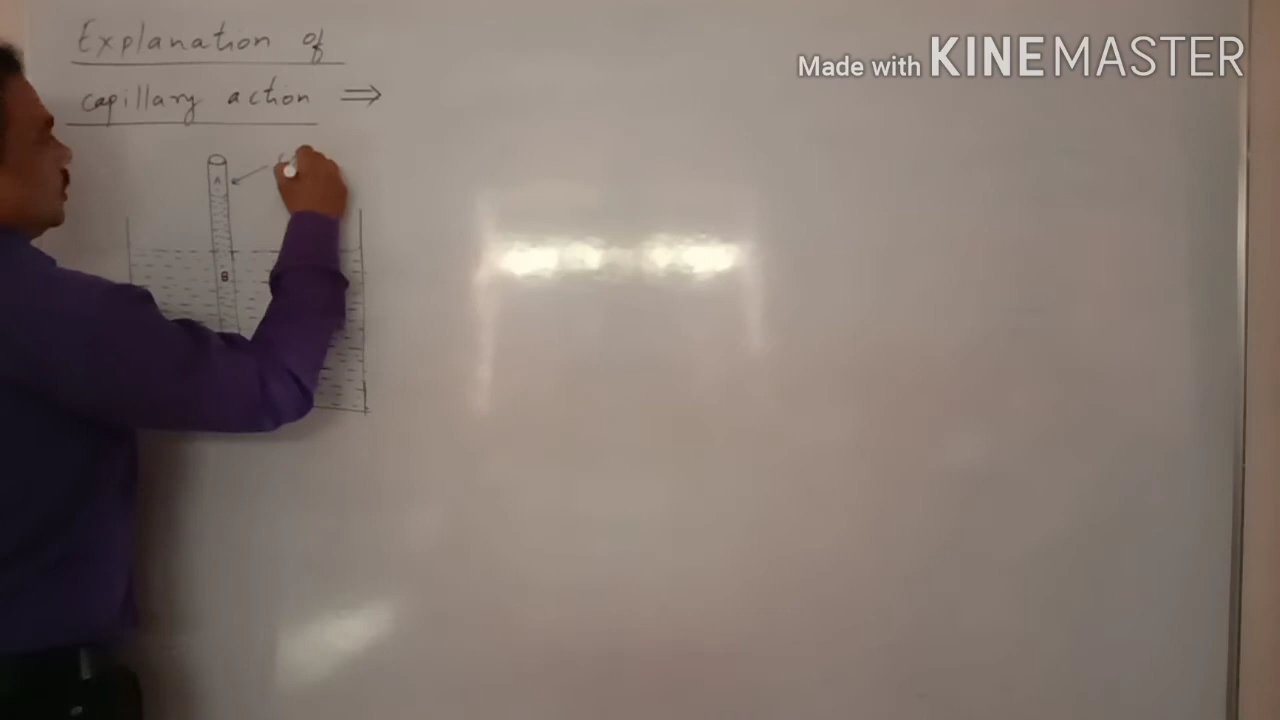 Explanation of
capillary action ⇒
Made with KINEMASTER
A
B